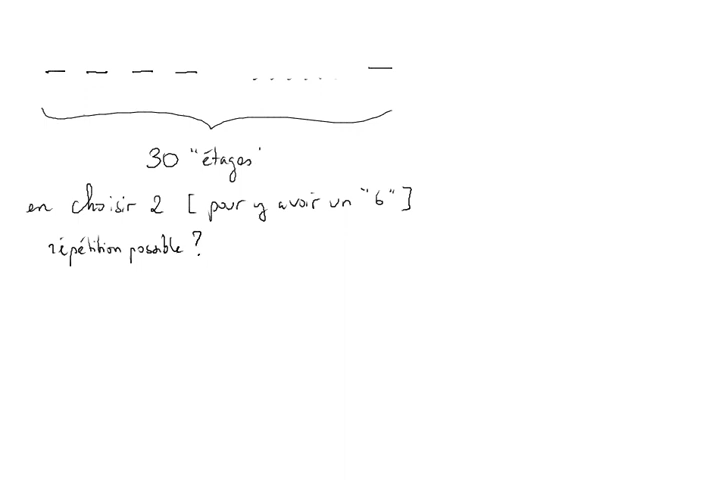 30 "étages"
en choisir 2 [ pour y avoir un "6" ]
répétition possible ?